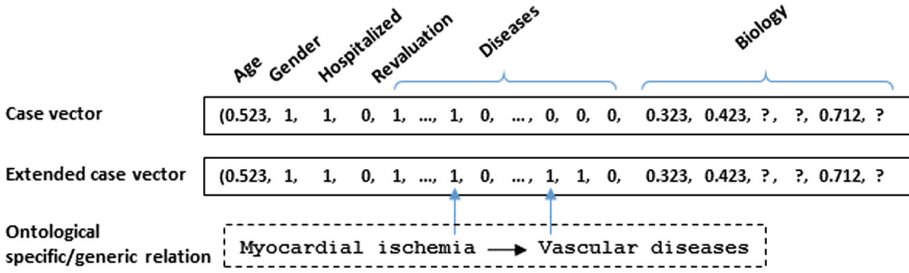 Age Gender Hospitalized Revaluation Diseases Biology
Case vector (0.523, 1, 1, 0, 1, ..., 1, 0, ..., 0, 0, 0, 0.323, 0.423, ? , ?, 0.712, ?
Extended case vector (0.523, 1, 1, 0, 1, ..., 1, 0, ..., 1, 1, 0, 0.323, 0.423, ? , ?, 0.712, ?
Ontological
specific/generic relation Myocardial ischemia Vascular diseases